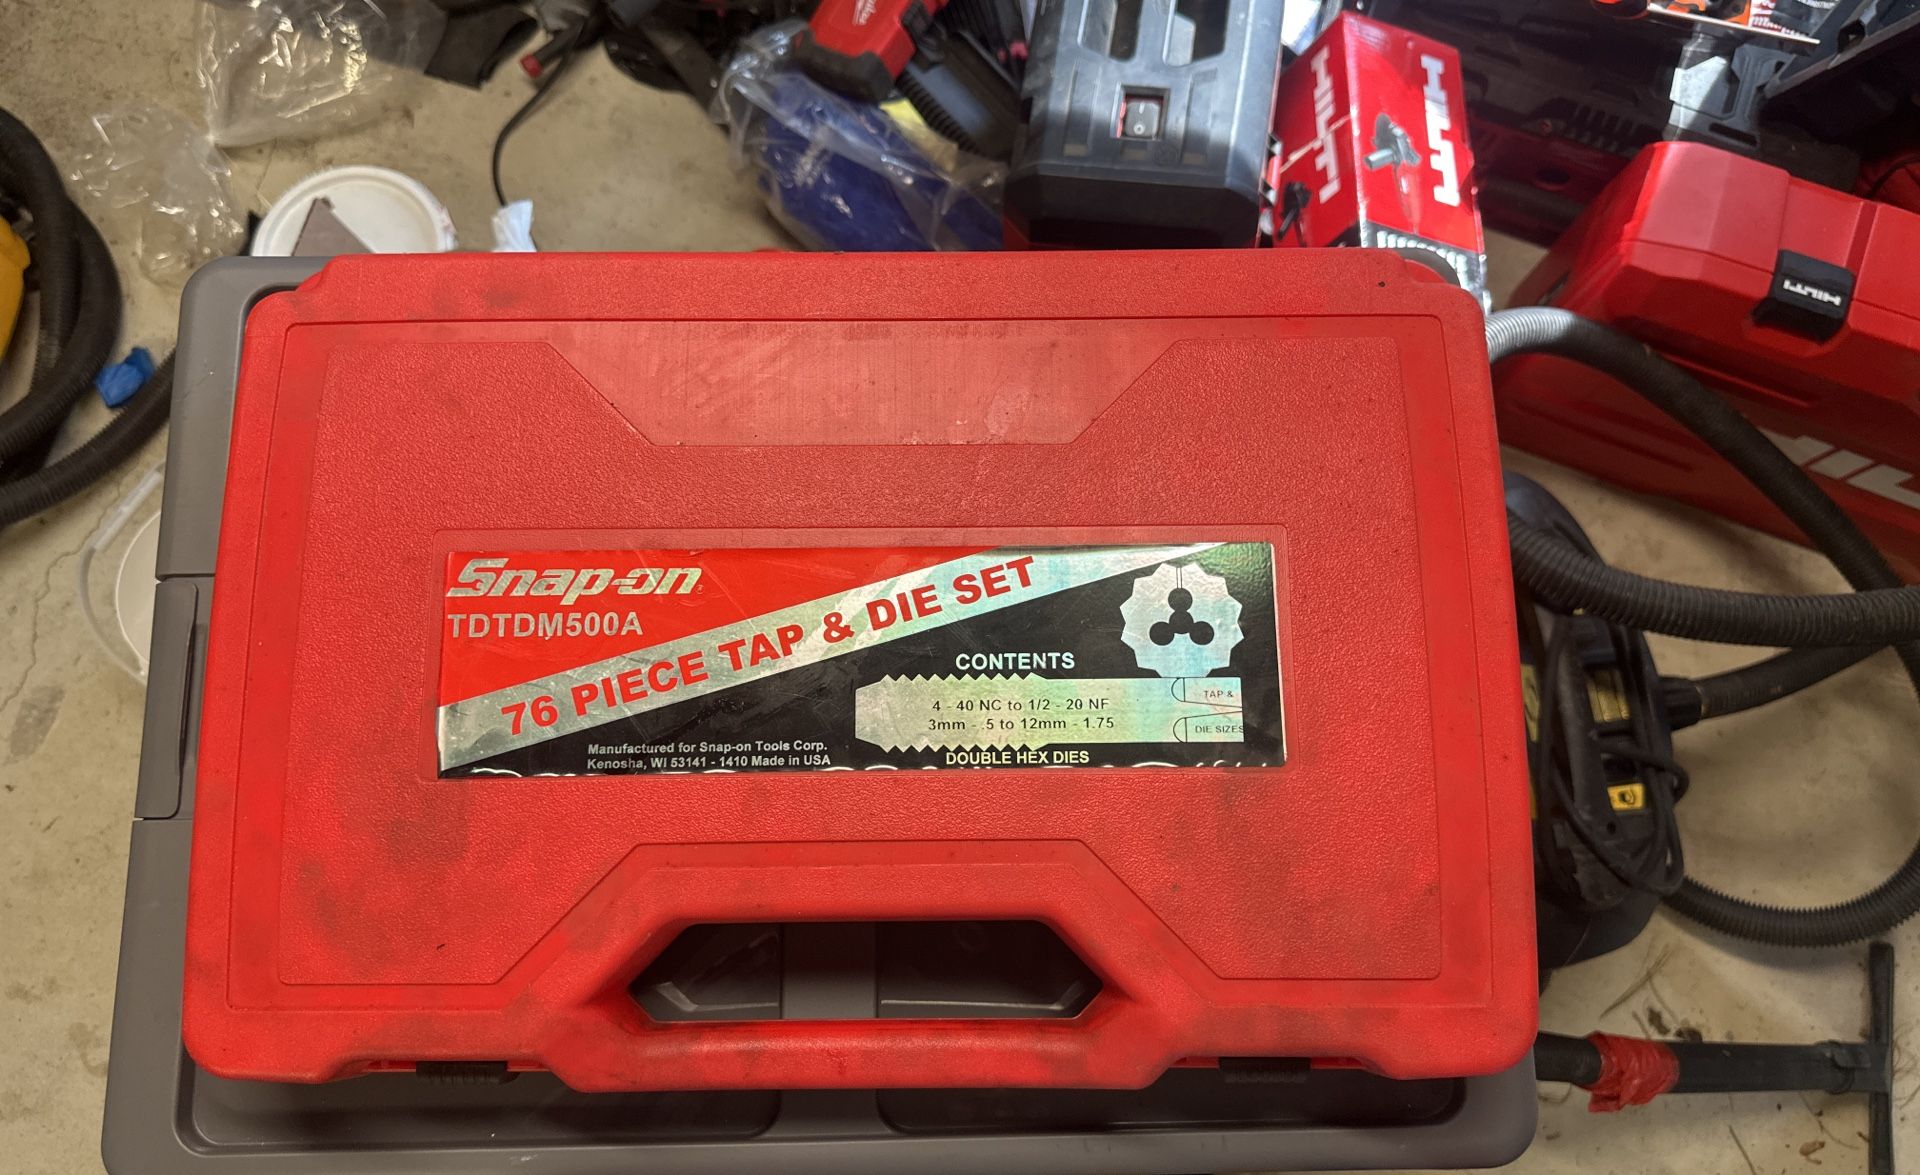 HILTI
HILTI
HILTI
Snap-on
TDTDM500A
76 PIECE TAP & DIE SET
CONTENTS
4 - 40 NC to 1/2 - 20 NF
3mm - .5 to 12mm - 1.75
TAP &
DIE SIZES
DOUBLE HEX DIES
Manufactured for Snap-on Tools Corp.
Kenosha, WI 53141 - 1410 Made in USA